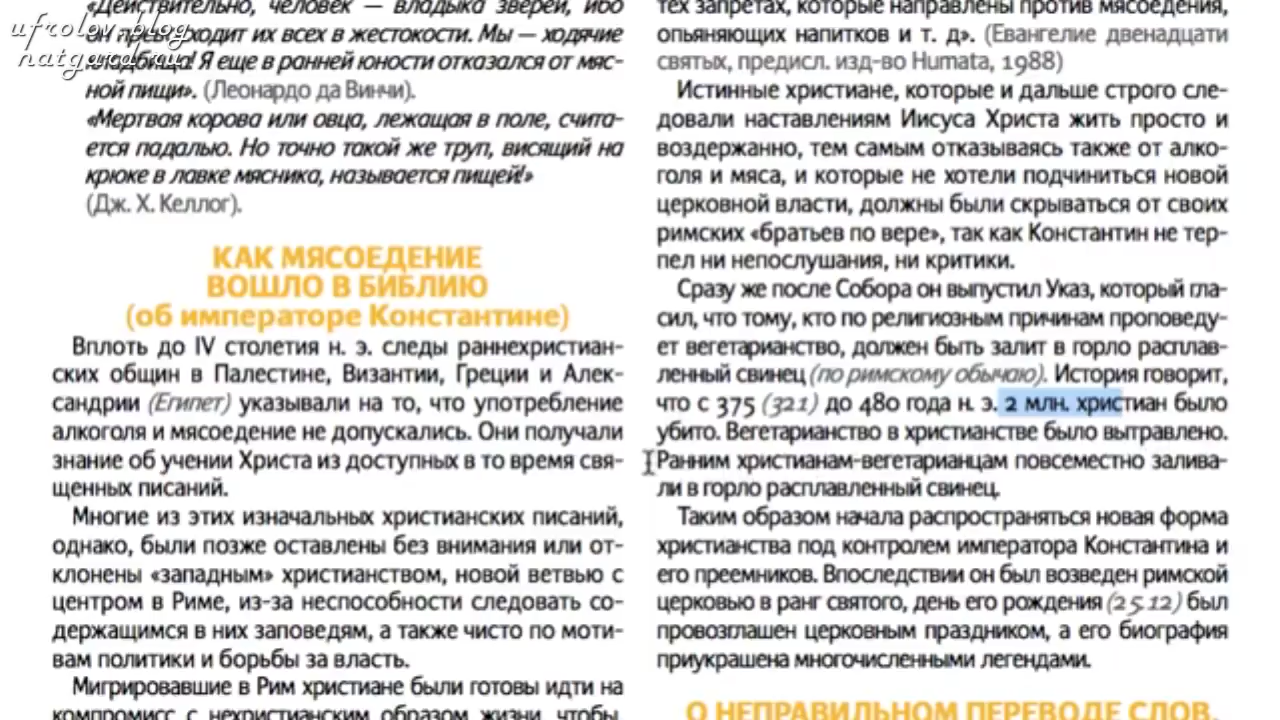 ufrolov.blog
natgard.ru
«Действительно, человек — владыка зверей, ибо
он превосходит их всех в жестокости. Мы — ходячие
кладбища! Я еще в ранней юности отказался от мяс-
ной пищи». (Леонардо да Винчи).
«Мертвая корова или овца, лежащая в поле, счита-
ется падалью. Но точно такой же труп, висящий на
крюке в лавке мясника, называется пищей!»
(Дж. Х. Келлог).
КАК МЯСОЕДЕНИЕ
ВОШЛО В БИБЛИЮ
(об императоре Константине)
Вплоть до IV столетия н. э. следы раннехристиан-
ских общин в Палестине, Византии, Греции и Алек-
сандрии (Египет) указывали на то, что употребление
алкоголя и мясоедение не допускались. Они получали
знание об учении Христа из доступных в то время свя-
щенных писаний.
Многие из этих изначальных христианских писаний,
однако, были позже оставлены без внимания или от-
клонены «западным» христианством, новой ветвью с
центром в Риме, из-за неспособности следовать со-
держащимся в них заповедям, а также чисто по моти-
вам политики и борьбы за власть.
Мигрировавшие в Рим христиане были готовы идти на
компромисс с нехристианским образом жизни, чтобы,
тех запретах, которые направлены против мясоедения,
опьяняющих напитков и т. д». (Евангелие двенадцати
святых, предисл. изд-во Humata, 1988)
Истинные христиане, которые и дальше строго сле-
довали наставлениям Иисуса Христа жить просто и
воздержанно, тем самым отказываясь также от алко-
голя и мяса, и которые не хотели подчиниться новой
церковной власти, должны были скрываться от своих
римских «братьев по вере», так как Константин не тер-
пел ни непослушания, ни критики.
Сразу же после Собора он выпустил Указ, который гла-
сил, что тому, кто по религиозным причинам проповеду-
ет вегетарианство, должен быть залит в горло расплав-
ленный свинец (по римскому обычаю). История говорит,
что с 375 (321) до 480 года н. э. 2 млн. христиан было
убито. Вегетарианство в христианстве было вытравлено.
Ранним христианам-вегетарианцам повсеместно залива-
ли в горло расплавленный свинец.
Таким образом начала распространяться новая форма
христианства под контролем императора Константина и
его преемников. Впоследствии он был возведен римской
церковью в ранг святого, день его рождения (25.12) был
провозглашен церковным праздником, а его биография
приукрашена многочисленными легендами.
О НЕПРАВИЛЬНОМ ПЕРЕВОДЕ СЛОВ,